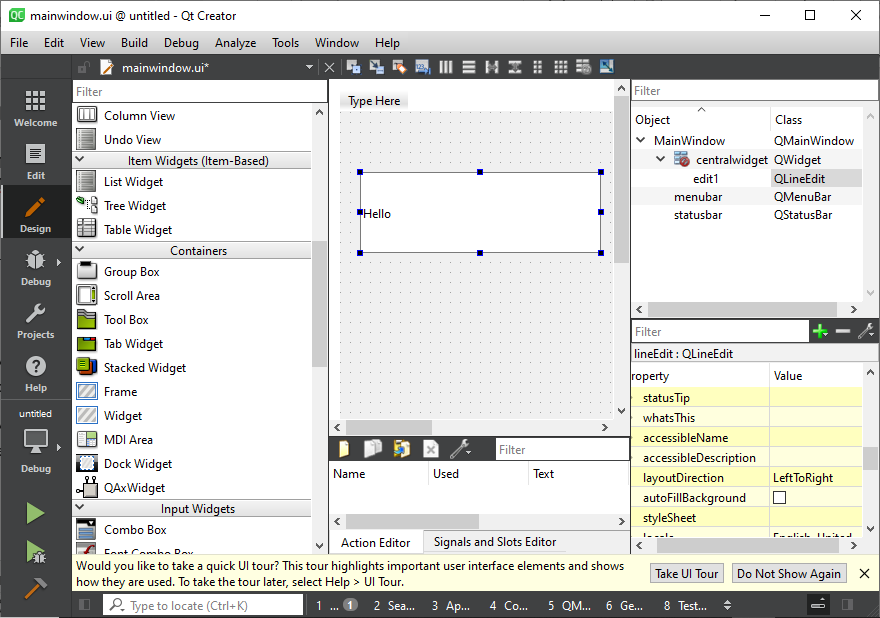 mainwindow.ui @ untitled - Qt Creator
File Edit View Build Debug Analyze Tools Window Help
mainwindow.ui*
Welcome
Edit
Design
Debug
Projects
Help
untitled
Debug
Filter
Column View
Undo View
Item Widgets (Item-Based)
List Widget
Tree Widget
Table Widget
Containers
Group Box
Scroll Area
Tool Box
Tab Widget
Stacked Widget
Frame
Widget
MDI Area
Dock Widget
QAxWidget
Input Widgets
Combo Box
Font Combo Box
Type Here
Hello
Filter
Name Used Text
Action Editor Signals and Slots Editor
Filter
Object Class
MainWindow QMainWindow
centralwidget QWidget
edit1 QLineEdit
menubar QMenuBar
statusbar QStatusBar
Filter
lineEdit : QLineEdit
roperty Value
statusTip
whatsThis
accessibleName
accessibleDescription
layoutDirection LeftToRight
autoFillBackground
styleSheet
locale English, United
Would you like to take a quick UI tour? This tour highlights important user interface elements and shows
how they are used. To take the tour later, select Help > UI Tour.
Take UI Tour Do Not Show Again
Type to locate (Ctrl+K) 1 ... 1 2 Sea... 3 Ap... 4 Co... 5 QM... 6 Ge... 8 Test...